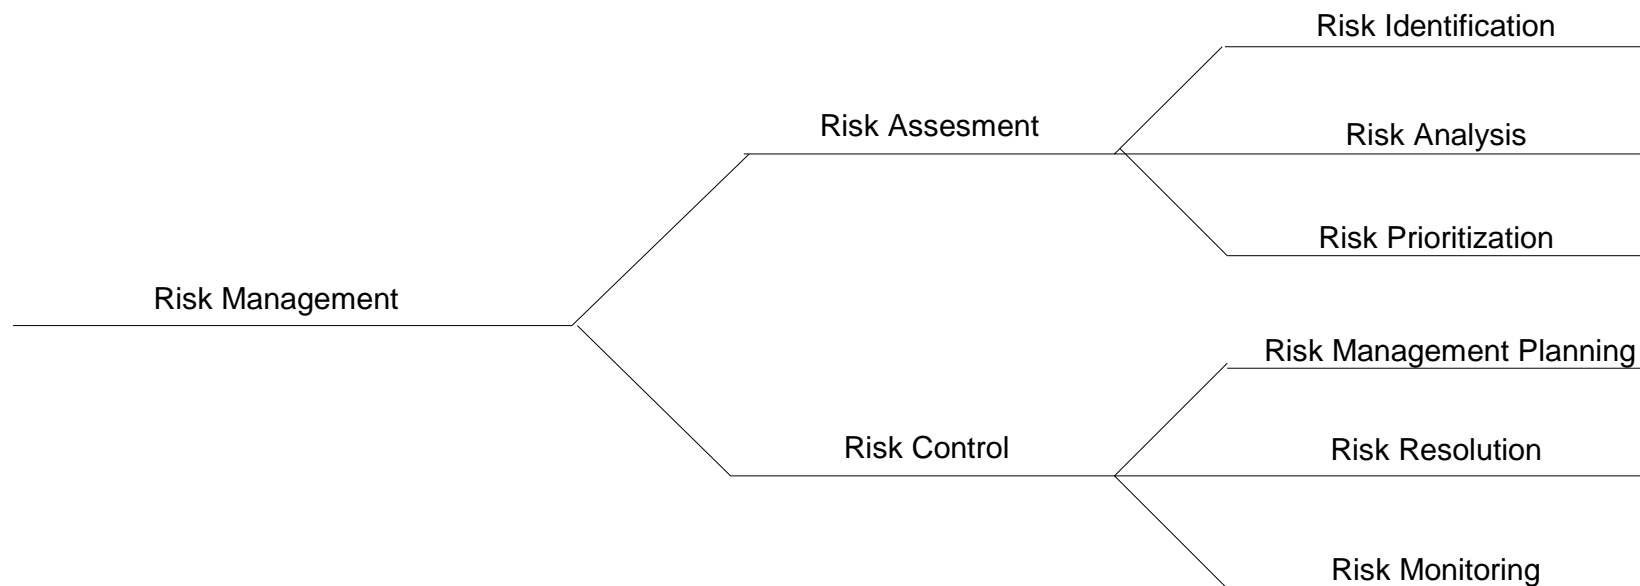 Risk Identification
Risk Assesment
Risk Analysis
Risk Prioritization
Risk Management
Risk Management Planning
Risk Control
Risk Resolution
Risk Monitoring